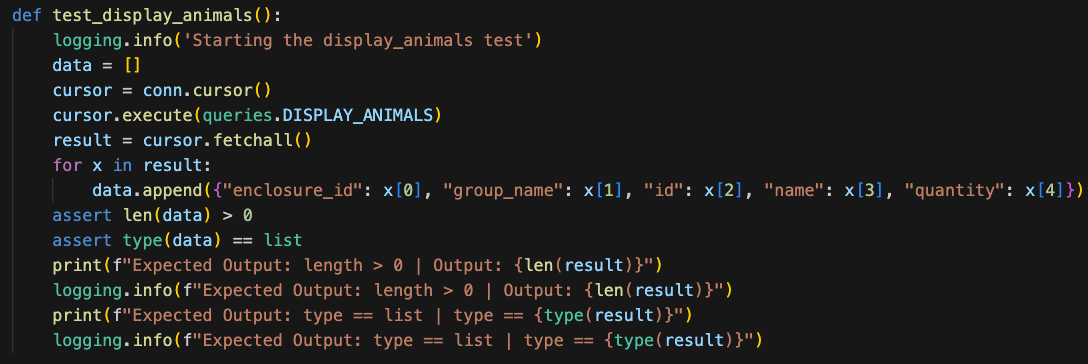 def test_display_animals():
    logging.info('Starting the display_animals test')
    data = []
    cursor = conn.cursor()
    cursor.execute(queries.DISPLAY_ANIMALS)
    result = cursor.fetchall()
    for x in result:
        data.append({"enclosure_id": x[0], "group_name": x[1], "id": x[2], "name": x[3], "quantity": x[4]})
    assert len(data) > 0
    assert type(data) == list
    print(f"Expected Output: length > 0 | Output: {len(result)}")
    logging.info(f"Expected Output: length > 0 | Output: {len(result)}")
    print(f"Expected Output: type == list | type == {type(result)}")
    logging.info(f"Expected Output: type == list | type == {type(result)}")